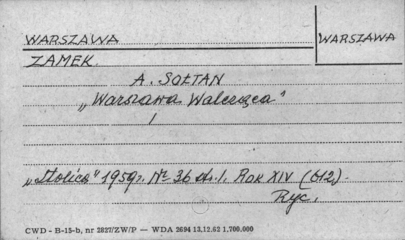 WARSZAWA
WARSZAWA
ZAMEK
A. SOŁTAN
„Warszawa Walcząca"
„Stolica" 1959r. Nr 36 str. 1. ROK XIV (612).
Ryc.
CWD - B-15-b, nr 2827/ZW/P — WDA 2694 13.12.62 1.700.000